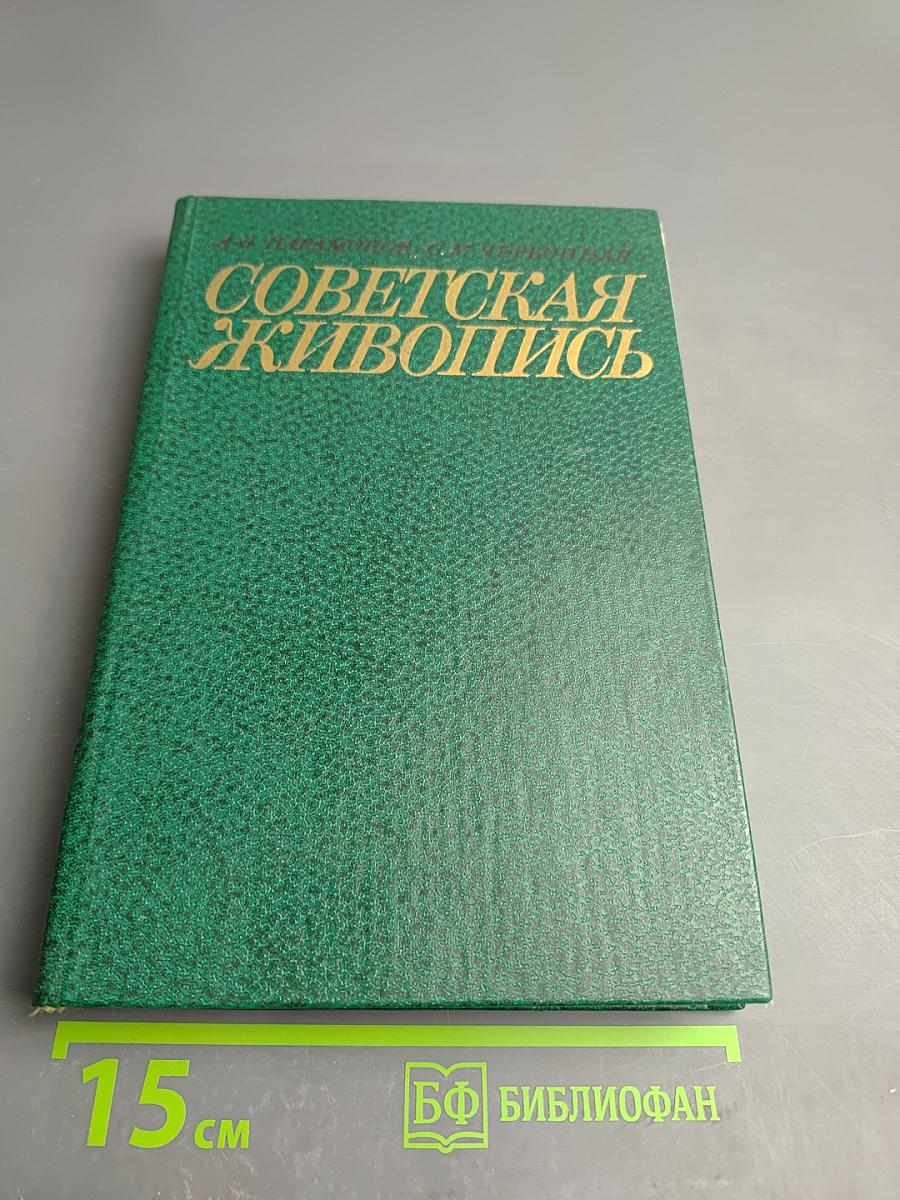 А. В. ПАРАМОНОВ, С. М. ЧЕРВОННАЯ
СОВЕТСКАЯ
ЖИВОПИСЬ
15 см
БФ БИБЛИОФАН